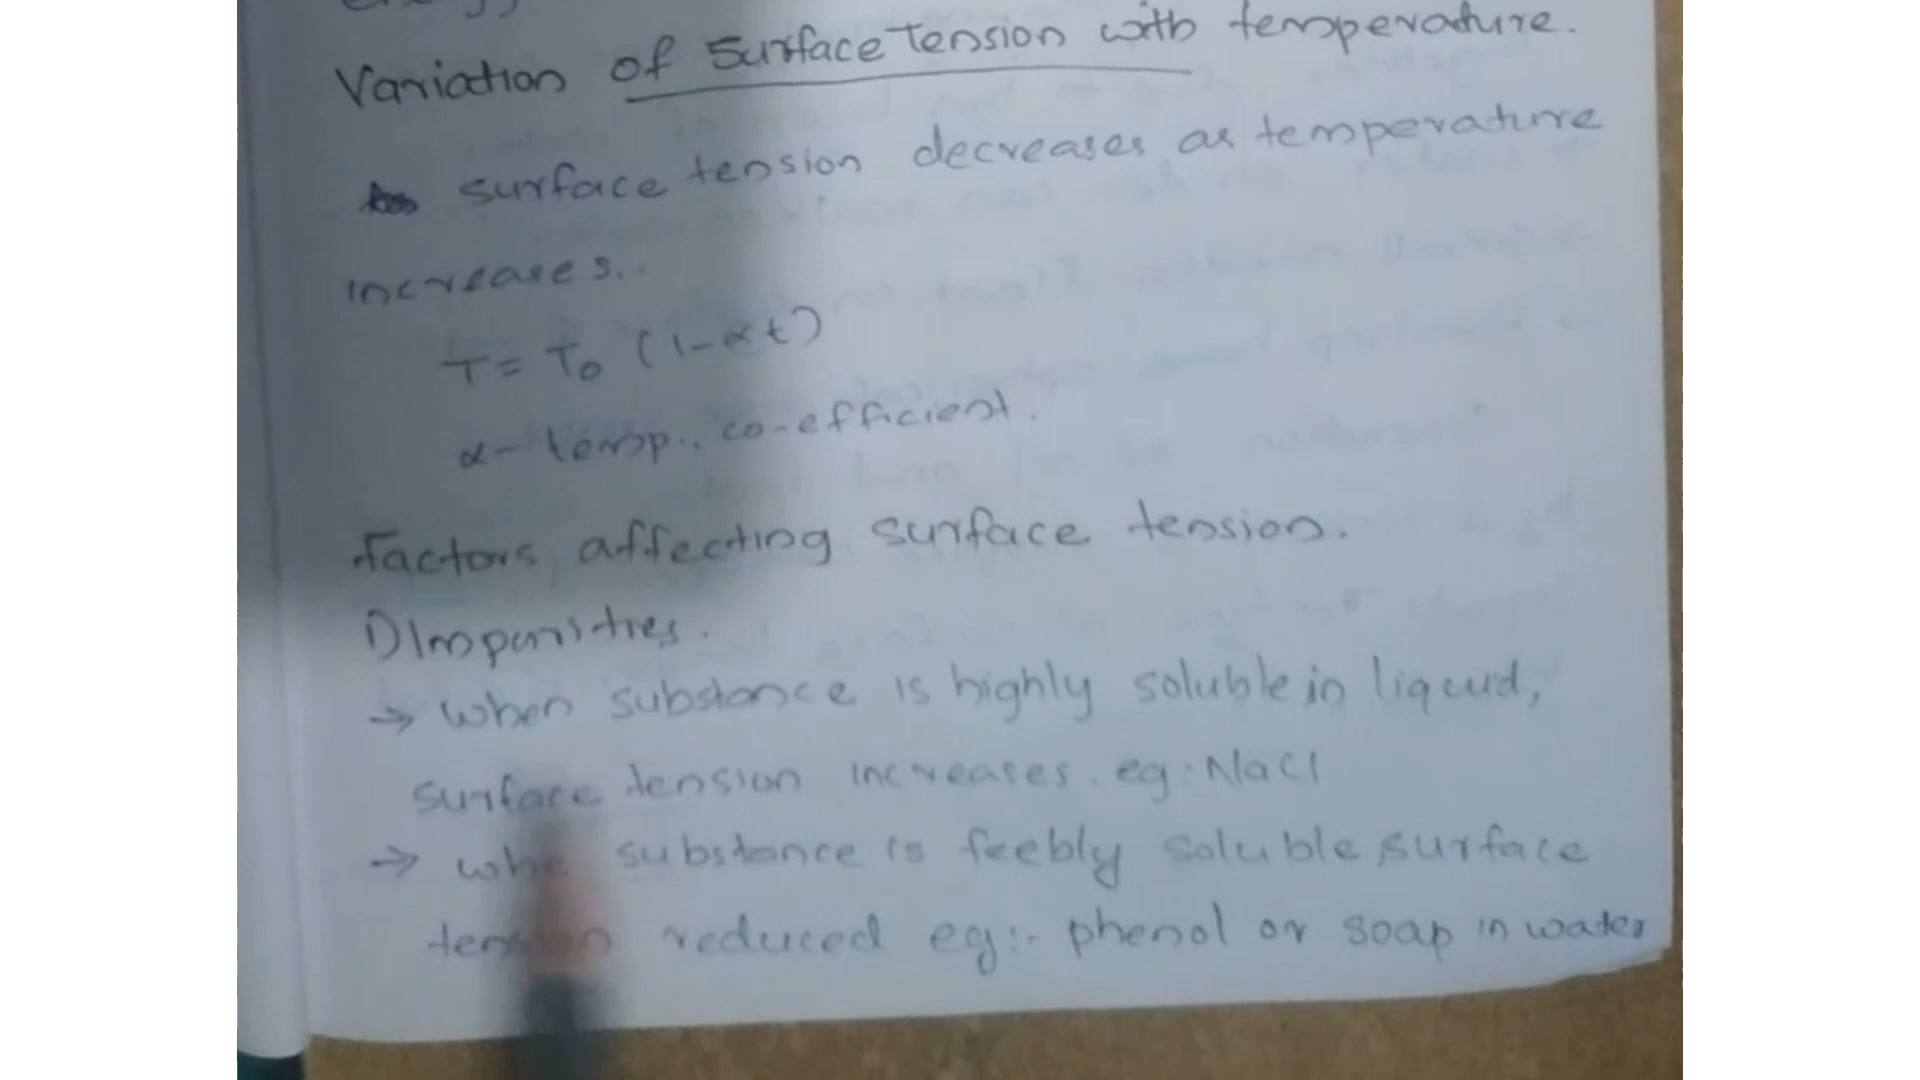 Variation of Surface Tension with temperature.
surface tension decreases as temperature
increases..
T = T₀ (1-αt)
α- temp.. co-efficient.
Factors affecting surface tension.
1) Impurities.
→ when substance is highly soluble in liquid,
surface tension increases. eg: NaCl
→ whe substance is feebly soluble surface
tension reduced eg:- phenol or soap in water